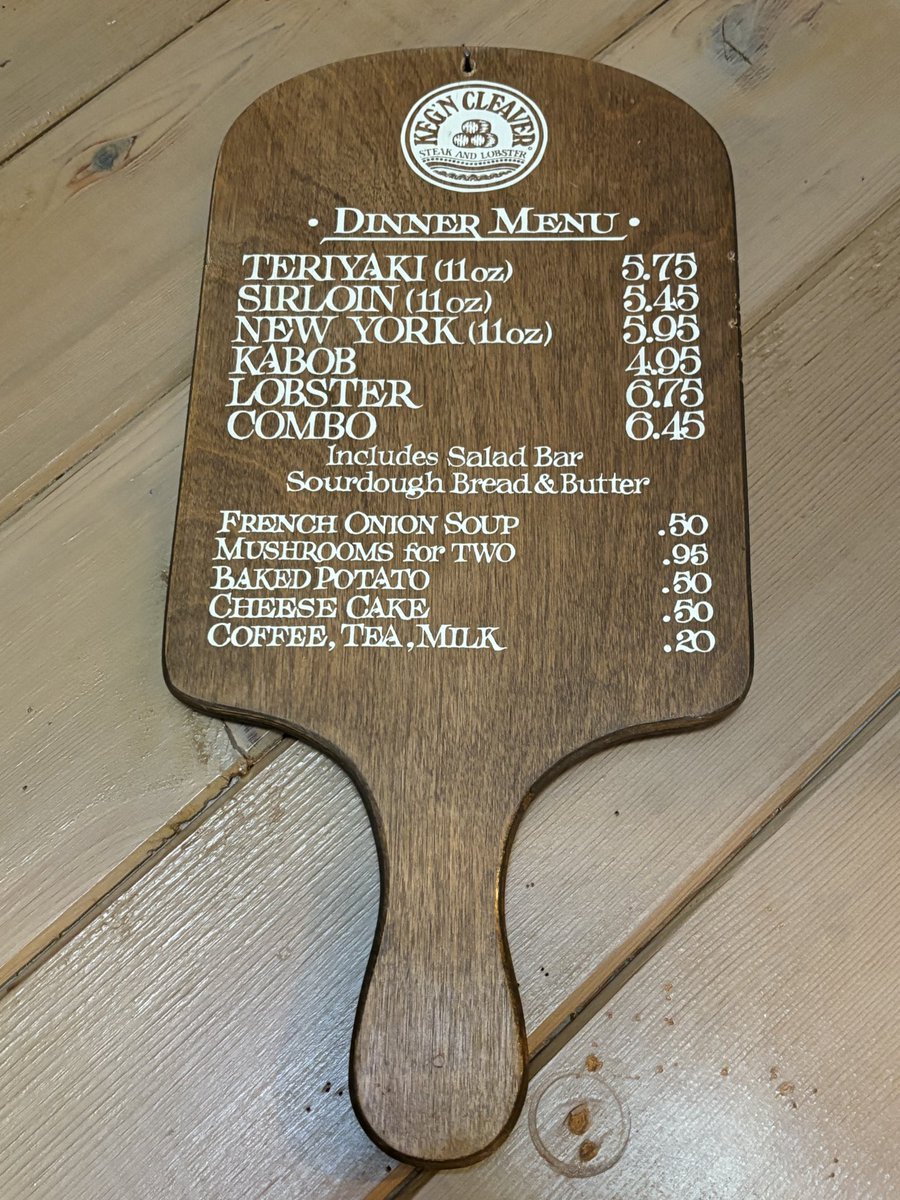 KEG'N CLEAVER
STEAK AND LOBSTER
• DINNER MENU •
TERIYAKI (11oz) 5.75
SIRLOIN (11oz) 5.45
NEW YORK (11oz) 5.95
KABOB 4.95
LOBSTER 6.75
COMBO 6.45
Includes Salad Bar
Sourdough Bread & Butter
FRENCH ONION SOUP .50
MUSHROOMS for TWO .95
BAKED POTATO .50
CHEESE CAKE .50
COFFEE, TEA, MILK .20